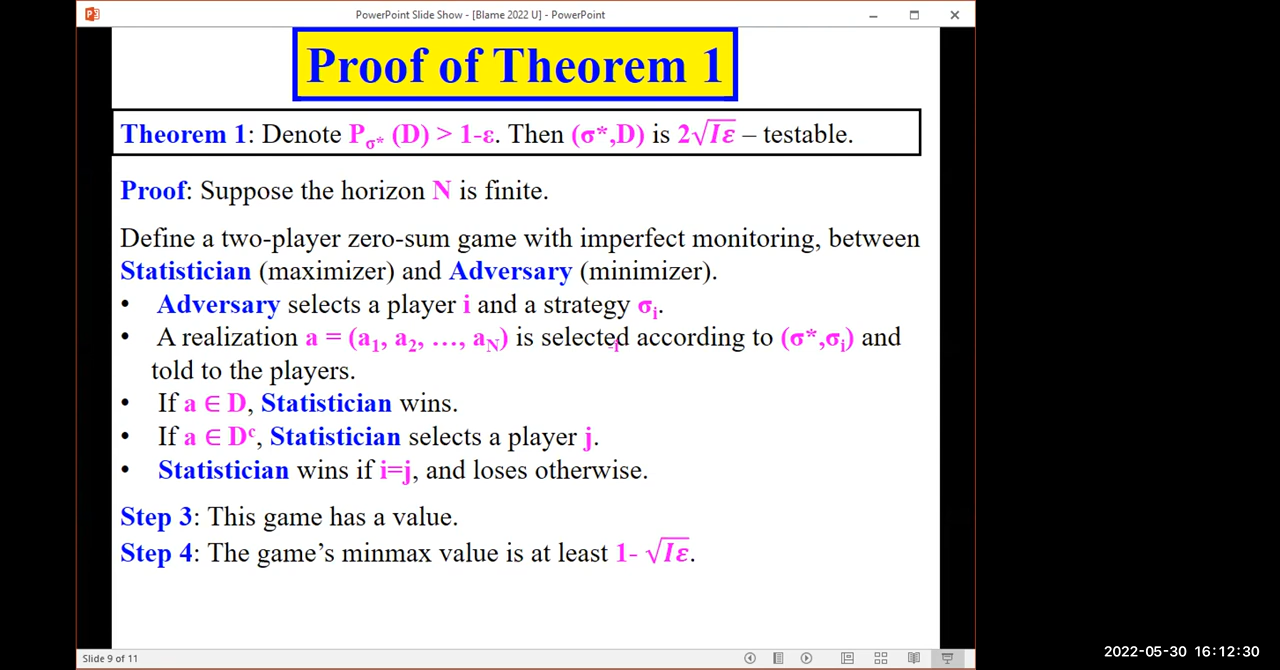 PowerPoint Slide Show - [Blame 2022 U] - PowerPoint
Proof of Theorem 1
Theorem 1: Denote Pσ* (D) > 1-ε. Then (σ*,D) is 2√Iε – testable.
Proof: Suppose the horizon N is finite.
Define a two-player zero-sum game with imperfect monitoring, between
Statistician (maximizer) and Adversary (minimizer).
• Adversary selects a player i and a strategy σi.
• A realization a = (a1, a2, …, aN) is selected according to (σ*-i,σi) and
told to the players.
• If a ∈ D, Statistician wins.
• If a ∈ Dc, Statistician selects a player j.
• Statistician wins if i=j, and loses otherwise.
Step 3: This game has a value.
Step 4: The game's minmax value is at least 1- √Iε.
Slide 9 of 11
2022-05-30 16:12:30